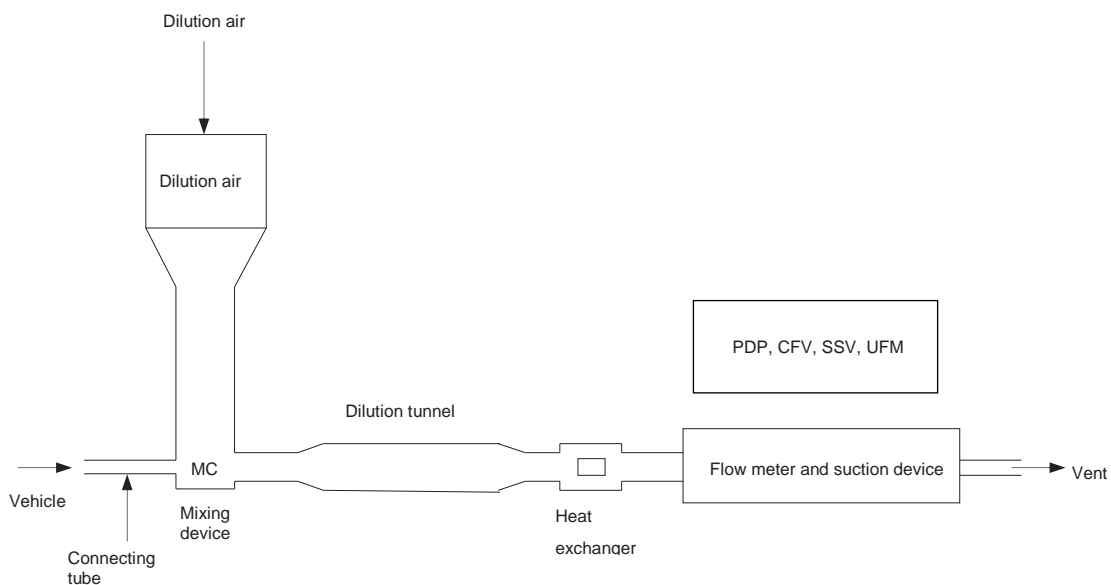 Dilution air
Dilution air
PDP, CFV, SSV, UFM
Dilution tunnel
MC
Flow meter and suction device
Vent
Vehicle
Mixing
device
Heat
exchanger
Connecting
tube